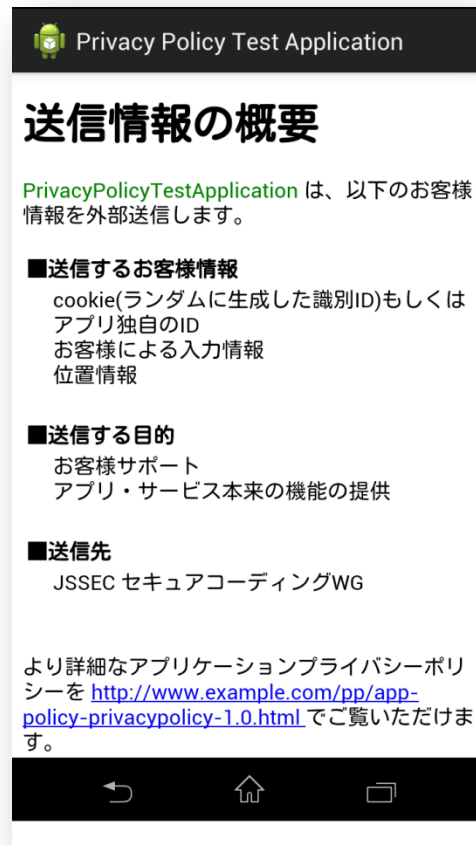 Privacy Policy Test Application
送信情報の概要
PrivacyPolicyTestApplication は、以下のお客様
情報を外部送信します。
■送信するお客様情報
cookie(ランダムに生成した識別ID)もしくは
アプリ独自のID
お客様による入力情報
位置情報
■送信する目的
お客様サポート
アプリ・サービス本来の機能の提供
■送信先
JSSEC セキュアコーディングWG
より詳細なアプリケーションプライバシーポリ
シーを http://www.example.com/pp/app-
policy-privacypolicy-1.0.html でご覧いただけま
す。